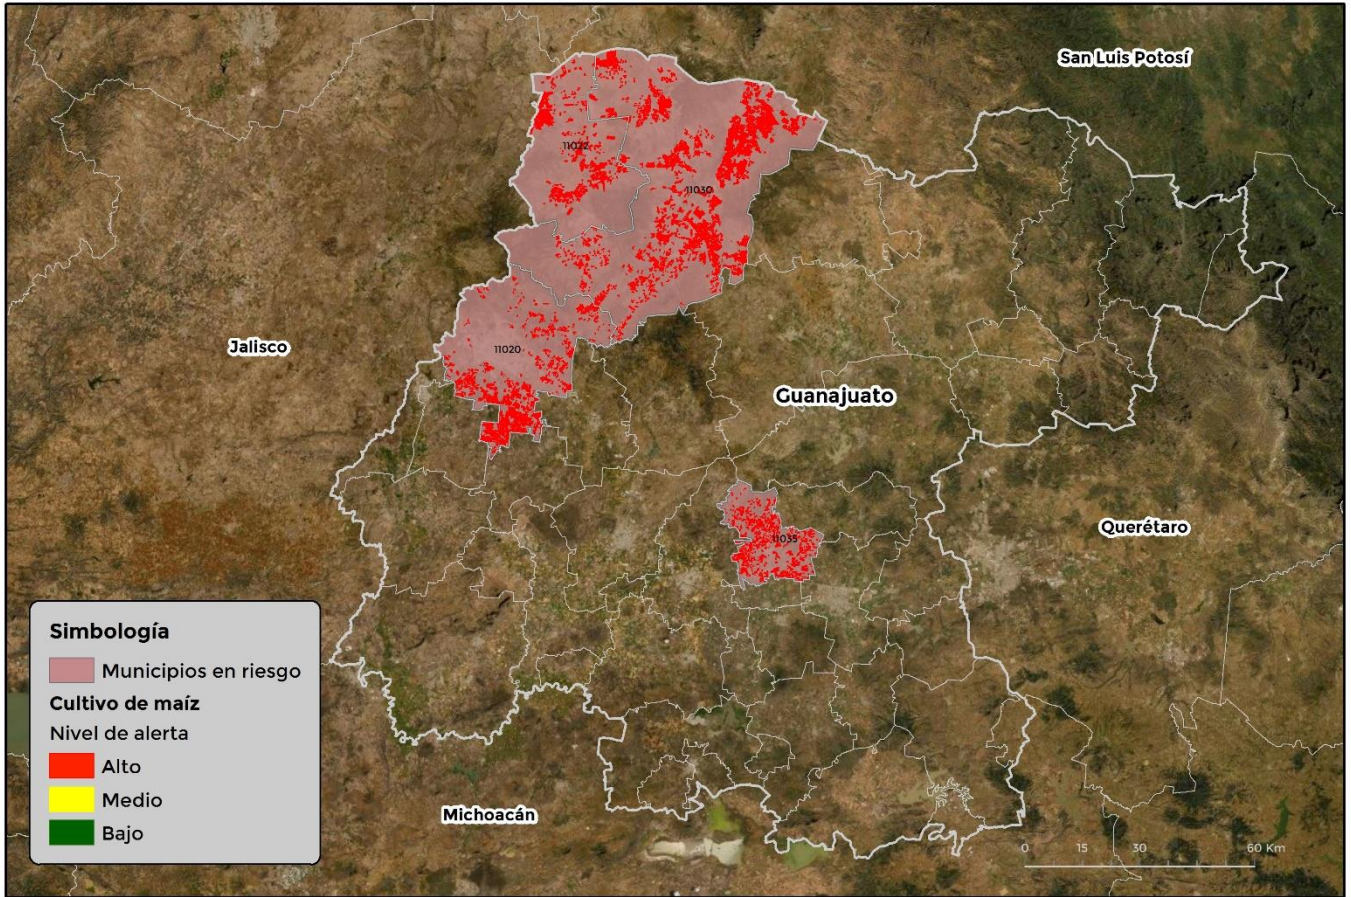 San Luis Potosí
11022
11030
Jalisco
11020
Guanajuato
11035
Querétaro
Michoacán
Simbología
Municipios en riesgo
Cultivo de maíz
Nivel de alerta
Alto
Medio
Bajo
0 15 30 60 Km